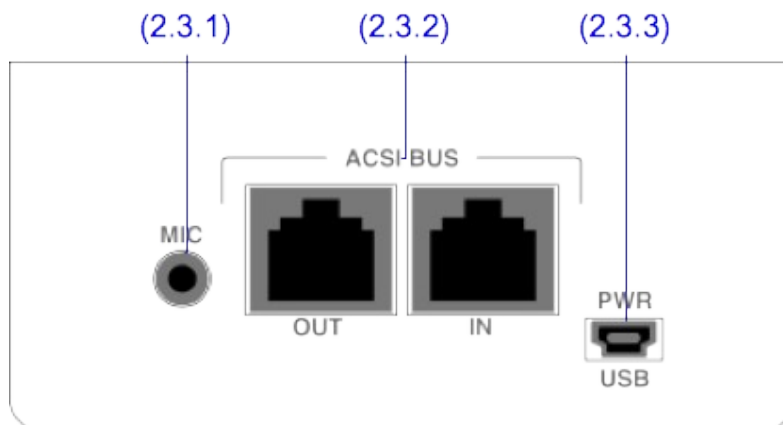 (2.3.1) (2.3.2) (2.3.3)
ACSI-BUS
MIC
OUT IN
PWR
USB